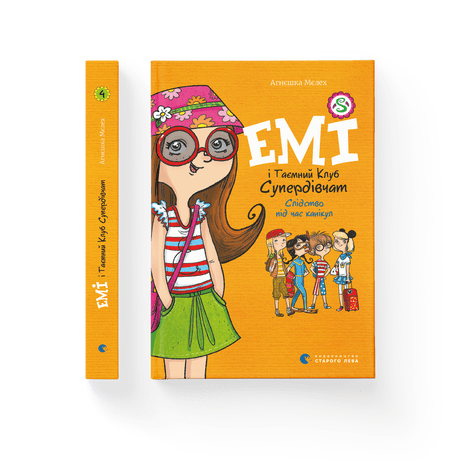 4
Агнєшка Мєлех
ЕМІ і Таємний Клуб Супердівчат
Агнєшка Мєлех
S
ЕМІ
і Таємний Клуб
Супердівчат
Слідство
під час канікул
ВИДАВНИЦТВО
СТАРОГО ЛЕВА